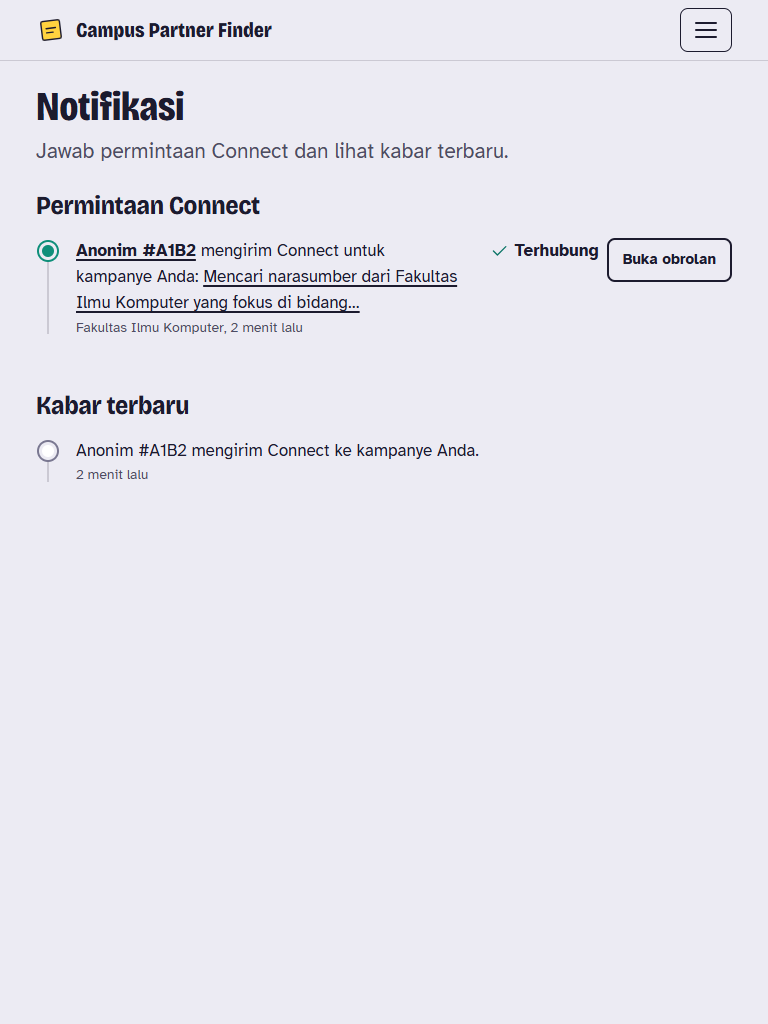 Campus Partner Finder
Notifikasi
Jawab permintaan Connect dan lihat kabar terbaru.
Permintaan Connect
Anonim #A1B2 mengirim Connect untuk
kampanye Anda: Mencari narasumber dari Fakultas
Ilmu Komputer yang fokus di bidang...
Fakultas Ilmu Komputer, 2 menit lalu
Terhubung
Buka obrolan
Kabar terbaru
Anonim #A1B2 mengirim Connect ke kampanye Anda.
2 menit lalu